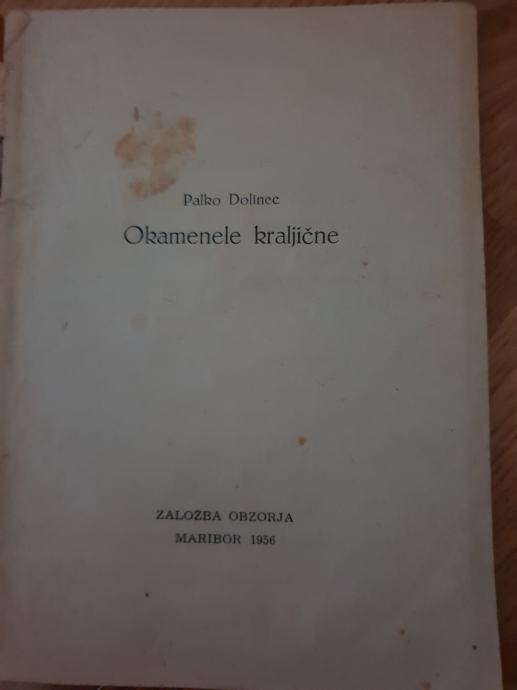 Palko Dolinec
Okamenele kraljične
ZALOŽBA OBZORJA
MARIBOR 1956